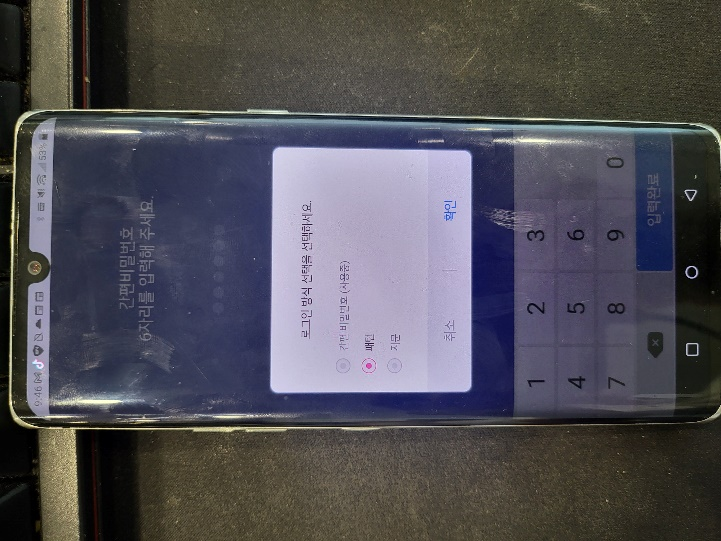 9:46
53%
간편비밀번호
6자리를 입력해 주세요.
로그인 방식 선택을 선택하세요.
간편 비밀번호 (사용중)
패턴
지문
취소
확인
1 2 3
4 5 6
7 8 9 0
입력완료